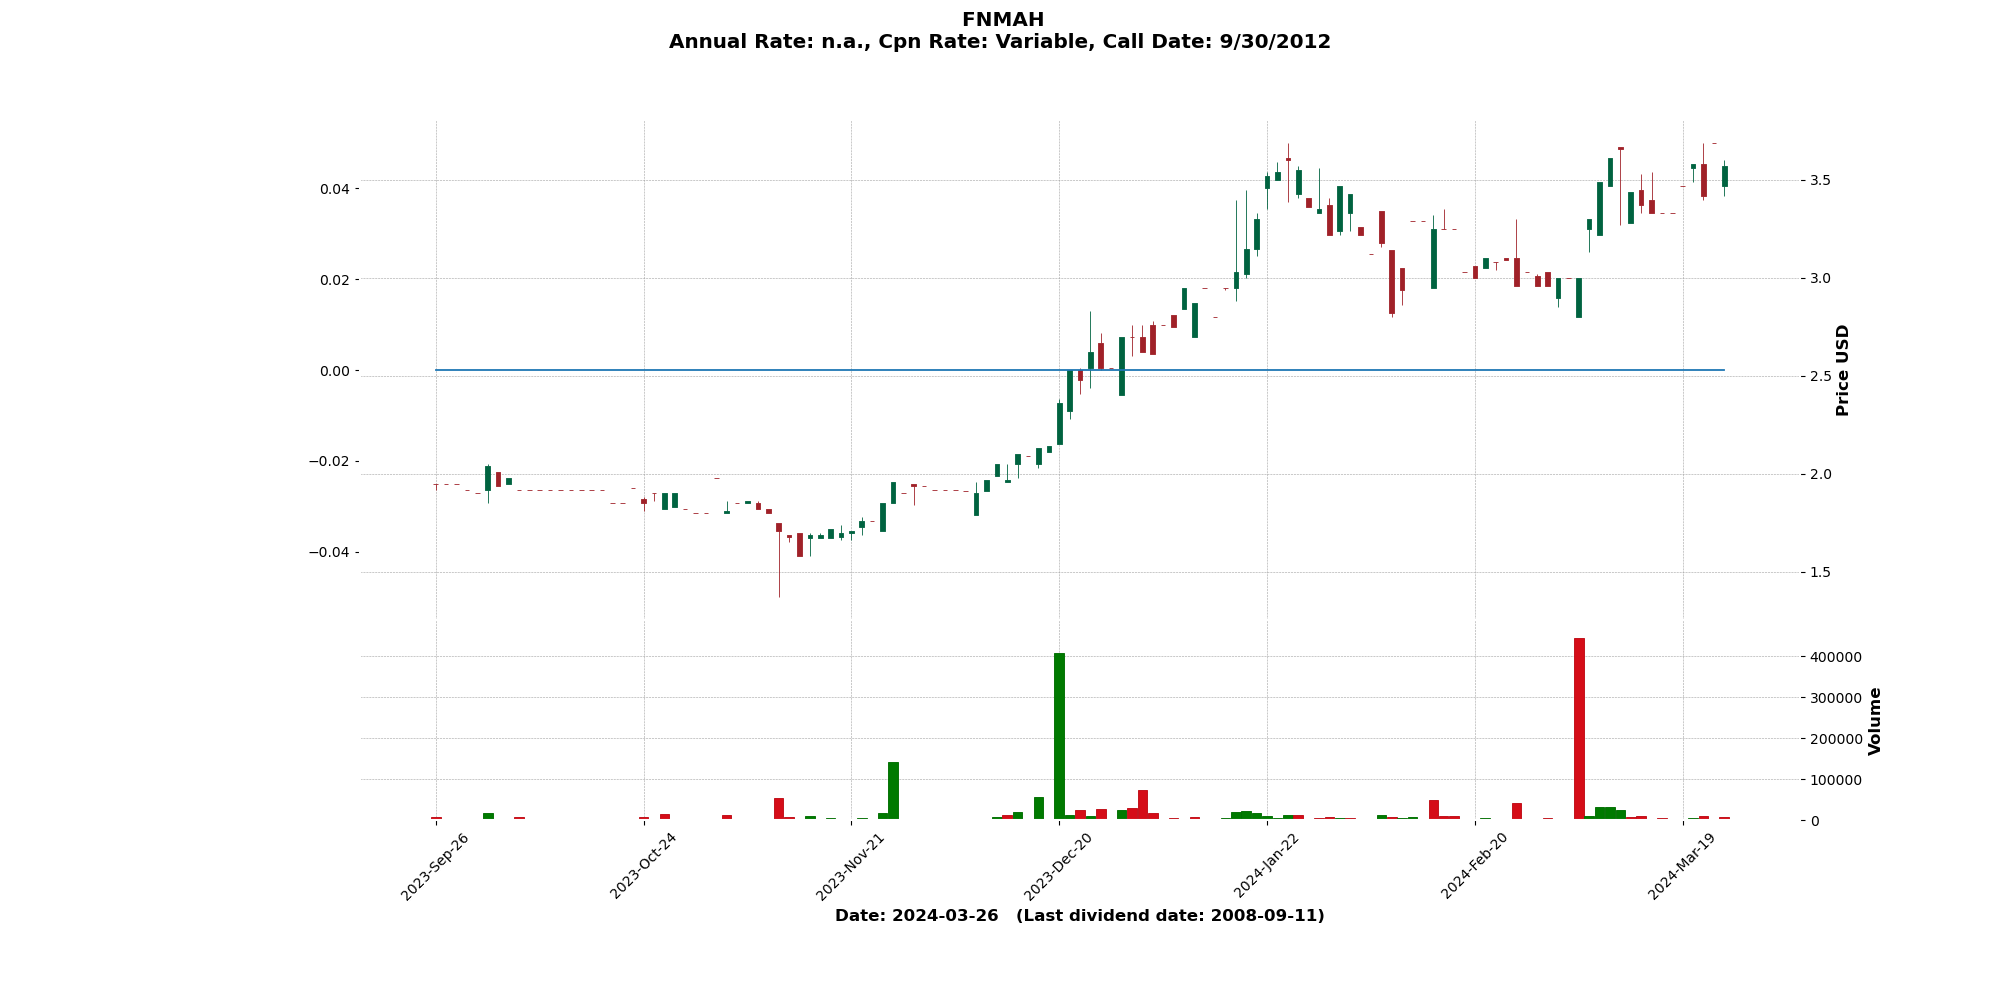 FNMAH
Annual Rate: n.a., Cpn Rate: Variable, Call Date: 9/30/2012
0.04
0.02
0.00
−0.02
−0.04
3.5
3.0
2.5
2.0
1.5
Price USD
400000
300000
200000
100000
0
Volume
2023-Sep-26
2023-Oct-24
2023-Nov-21
2023-Dec-20
2024-Jan-22
2024-Feb-20
2024-Mar-19
Date: 2024-03-26   (Last dividend date: 2008-09-11)